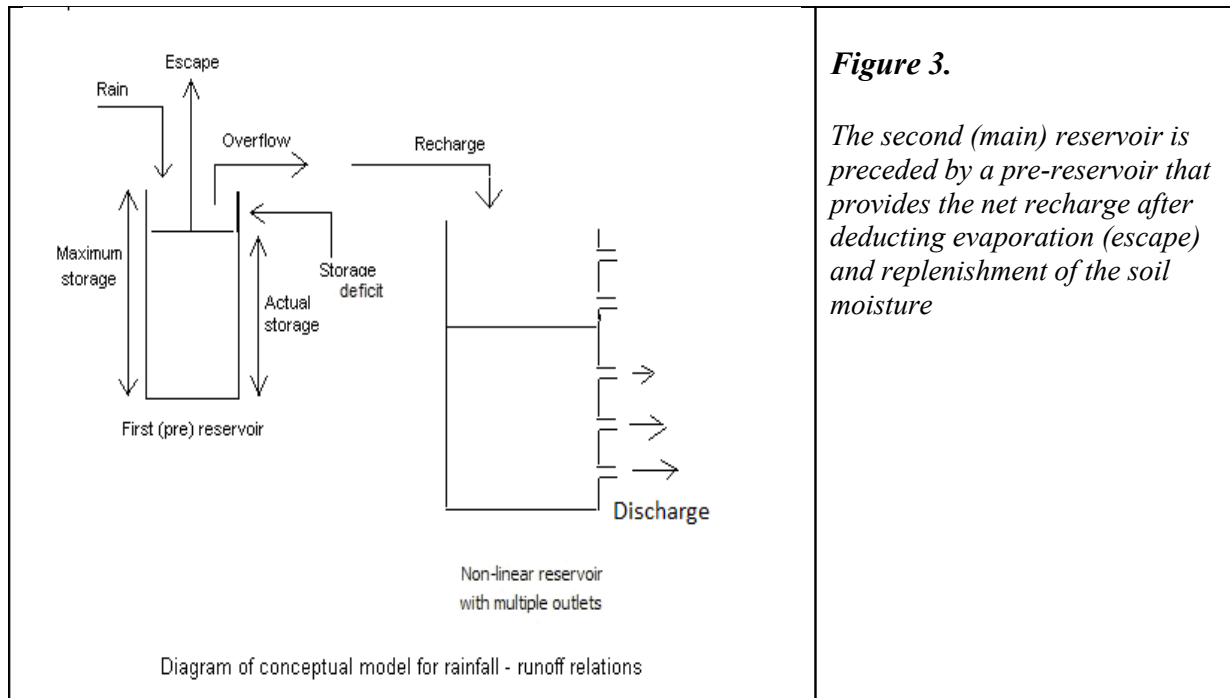 Escape
Rain
Overflow
Recharge
Maximum
storage
Storage
deficit
Actual
storage
First (pre) reservoir
Discharge
Non-linear reservoir
with multiple outlets
Diagram of conceptual model for rainfall - runoff relations
Figure 3.
The second (main) reservoir is
preceded by a pre-reservoir that
provides the net recharge after
deducting evaporation (escape)
and replenishment of the soil
moisture